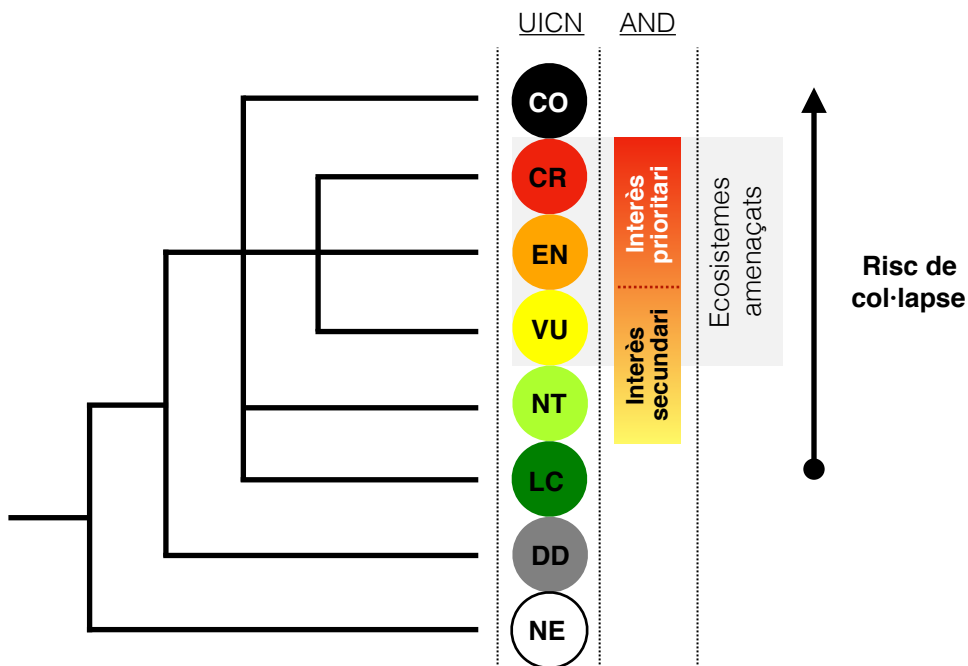 UICN
AND
CO
CR
EN
VU
NT
LC
DD
NE
Interès
prioritari
Interès
secundari
Ecosistemes
amenaçats
Risc de
col·lapse